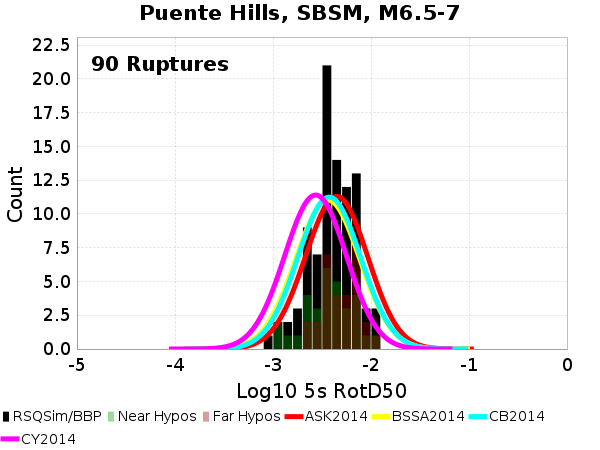 Puente Hills, SBSM, M6.5-7
90 Ruptures
Count
22.5
20.0
17.5
15.0
12.5
10.0
7.5
5.0
2.5
0.0
-5 -4 -3 -2 -1 0
Log10 5s RotD50
RSQSim/BBP Near Hypos Far Hypos ASK2014 BSSA2014 CB2014
CY2014